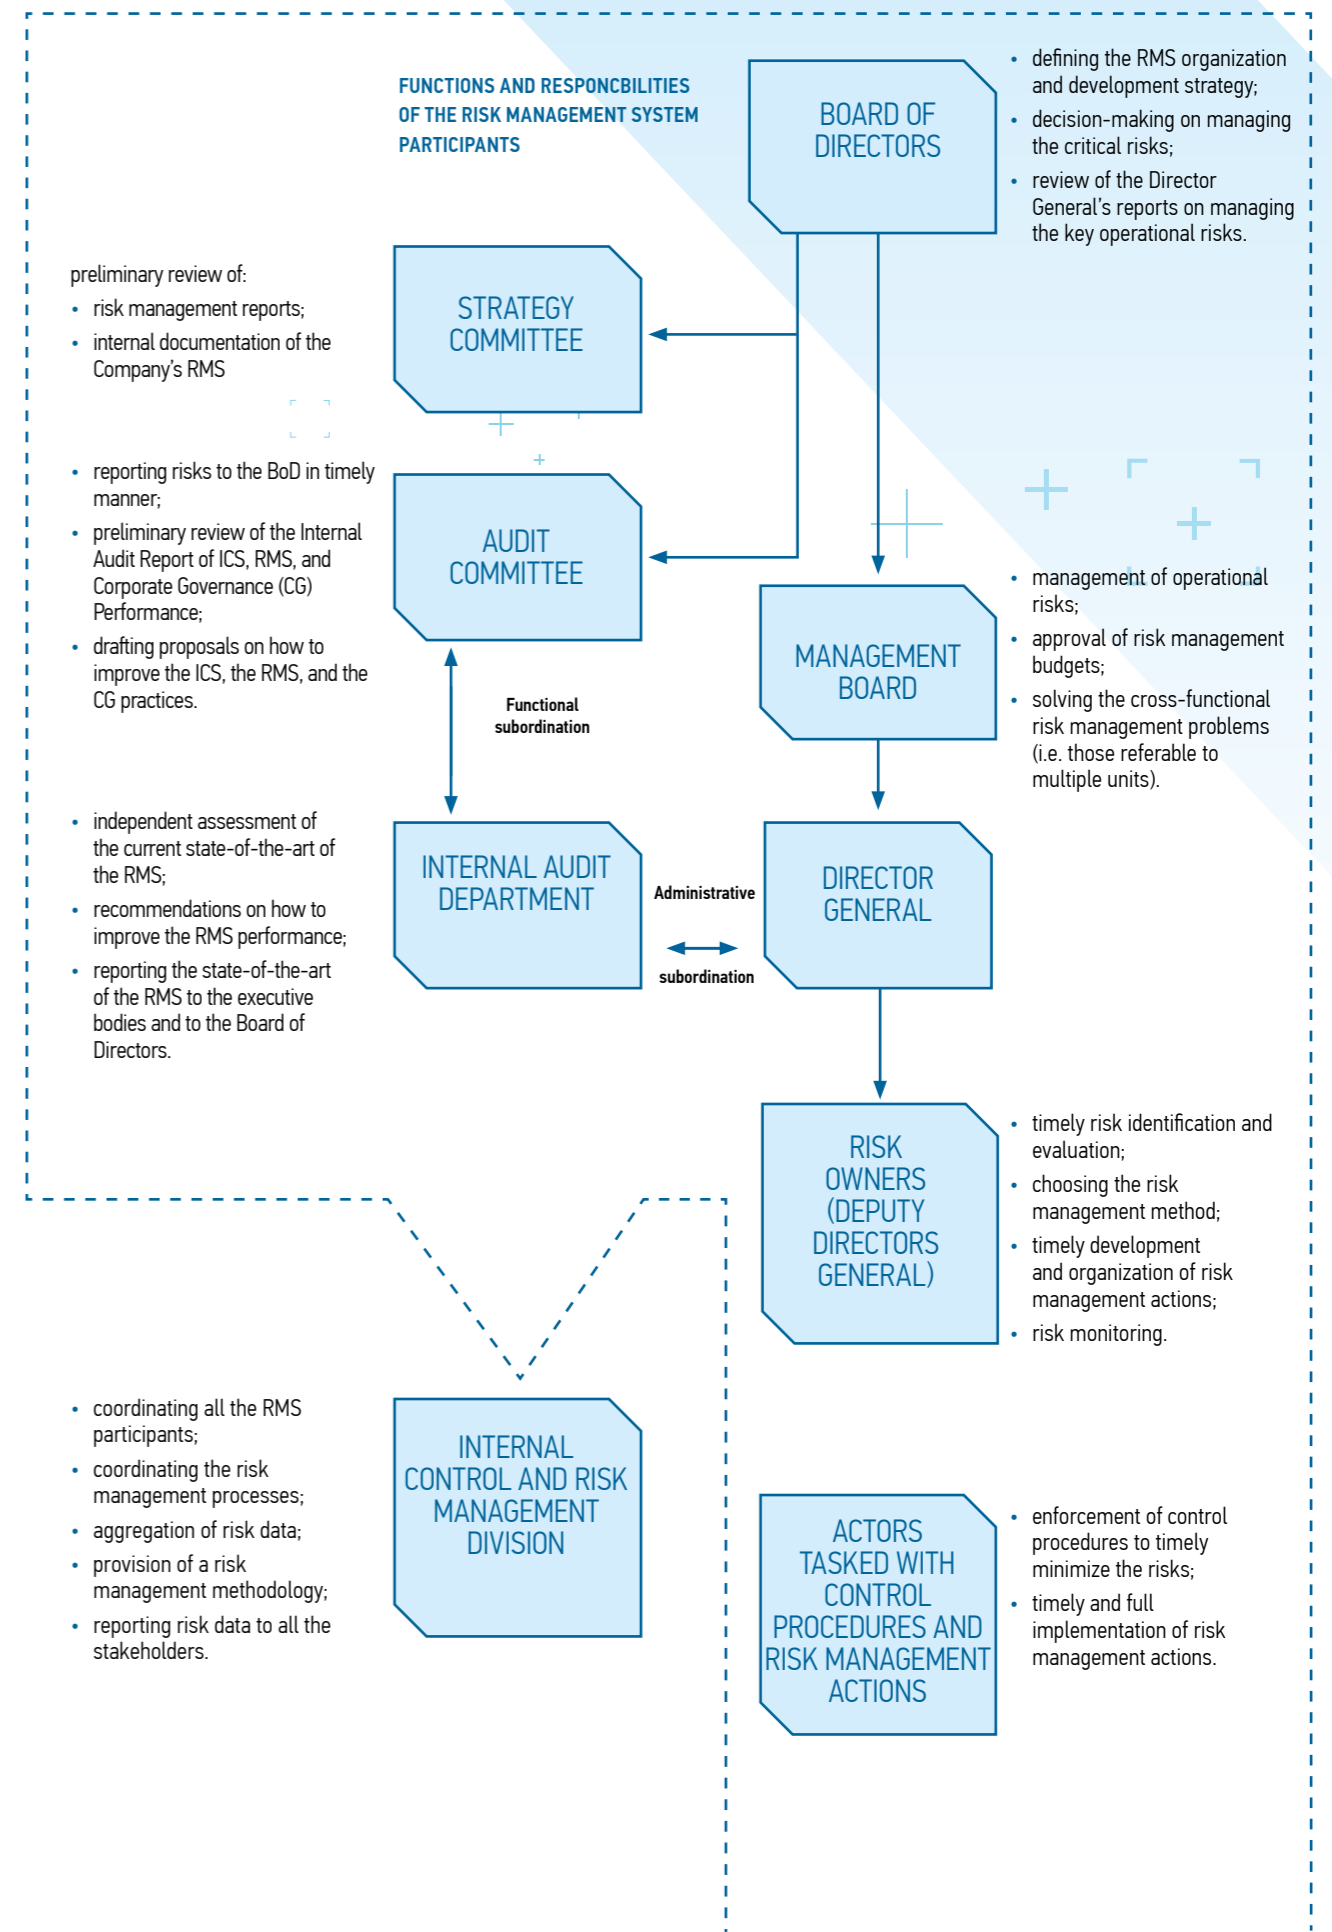 FUNCTIONS AND RESPONCBILITIES
OF THE RISK MANAGEMENT SYSTEM
PARTICIPANTS
BOARD OF
DIRECTORS
• defining the RMS organization
and development strategy;
• decision-making on managing
the critical risks;
• review of the Director
General’s reports on managing
the key operational risks.
preliminary review of:
• risk management reports;
• internal documentation of the
Company’s RMS
STRATEGY
COMMITTEE
• reporting risks to the BoD in timely
manner;
• preliminary review of the Internal
Audit Report of ICS, RMS, and
Corporate Governance (CG)
Performance;
• drafting proposals on how to
improve the ICS, the RMS, and the
CG practices.
AUDIT
COMMITTEE
Functional
subordination
MANAGEMENT
BOARD
• management of operational
risks;
• approval of risk management
budgets;
• solving the cross-functional
risk management problems
(i.e. those referable to
multiple units).
• independent assessment of
the current state-of-the-art of
the RMS;
• recommendations on how to
improve the RMS performance;
• reporting the state-of-the-art
of the RMS to the executive
bodies and to the Board of
Directors.
INTERNAL AUDIT
DEPARTMENT
Administrative
subordination
DIRECTOR
GENERAL
RISK
OWNERS
(DEPUTY
DIRECTORS
GENERAL)
• timely risk identification and
evaluation;
• choosing the risk
management method;
• timely development
and organization of risk
management actions;
• risk monitoring.
• coordinating all the RMS
participants;
• coordinating the risk
management processes;
• aggregation of risk data;
• provision of a risk
management methodology;
• reporting risk data to all the
stakeholders.
INTERNAL
CONTROL AND RISK
MANAGEMENT
DIVISION
ACTORS
TASKED WITH
CONTROL
PROCEDURES AND
RISK MANAGEMENT
ACTIONS
• enforcement of control
procedures to timely
minimize the risks;
• timely and full
implementation of risk
management actions.